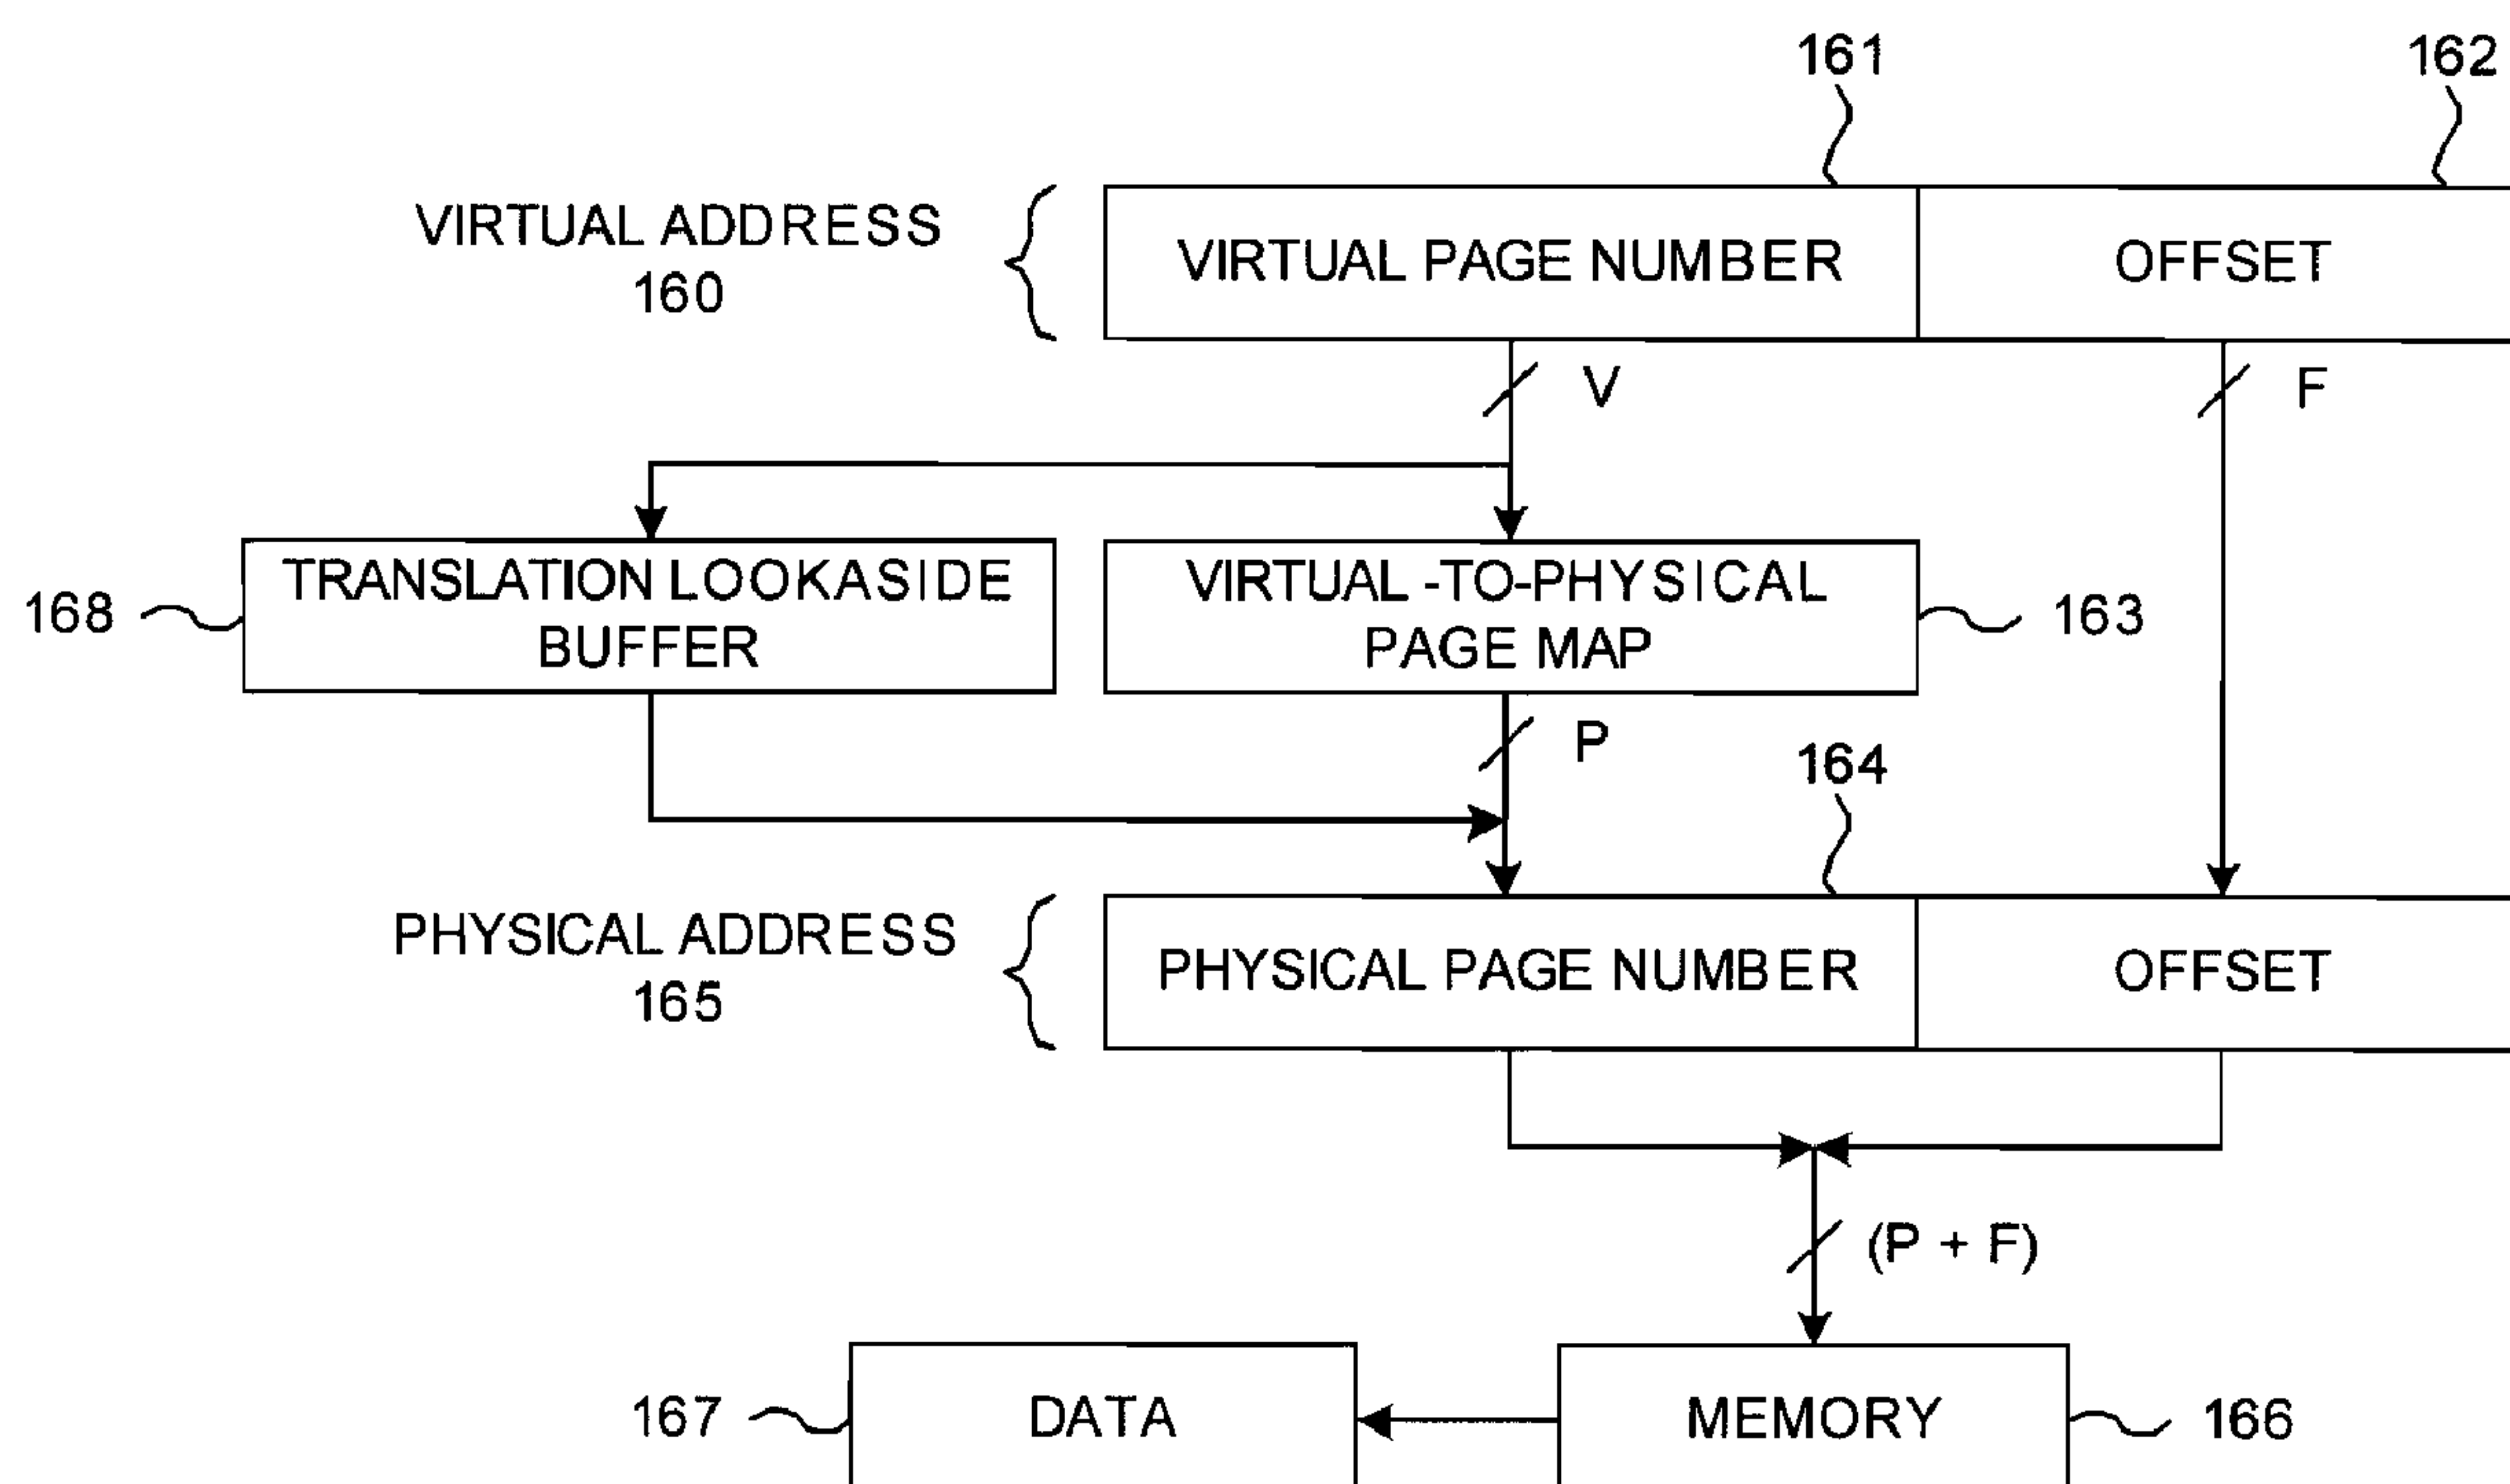 161
162
VIRTUAL ADDRESS
160
VIRTUAL PAGE NUMBER
OFFSET
V
F
168
TRANSLATION LOOKASIDE
BUFFER
VIRTUAL -TO-PHYSICAL
PAGE MAP
163
P
164
PHYSICAL ADDRESS
165
PHYSICAL PAGE NUMBER
OFFSET
(P + F)
167
DATA
MEMORY
166